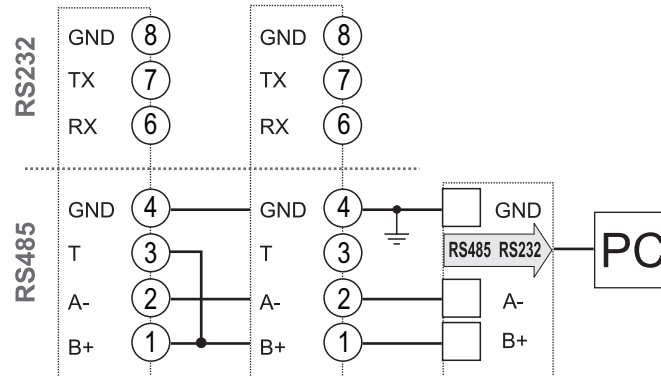 RS232
GND 8 GND 8
TX 7 TX 7
RX 6 RX 6
RS485
GND 4 GND 4 GND
T 3 T 3 RS485 RS232 PC
A- 2 A- 2 A-
B+ 1 B+ 1 B+